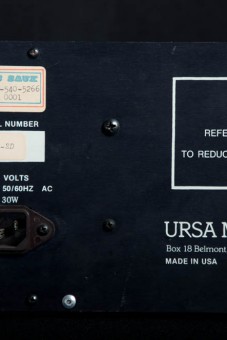 -540-5266
0001
L NUMBER
-SD
VOLTS
50/60HZ AC
30W
REFE
TO REDUC
URSA M
Box 18 Belmont
MADE IN USA